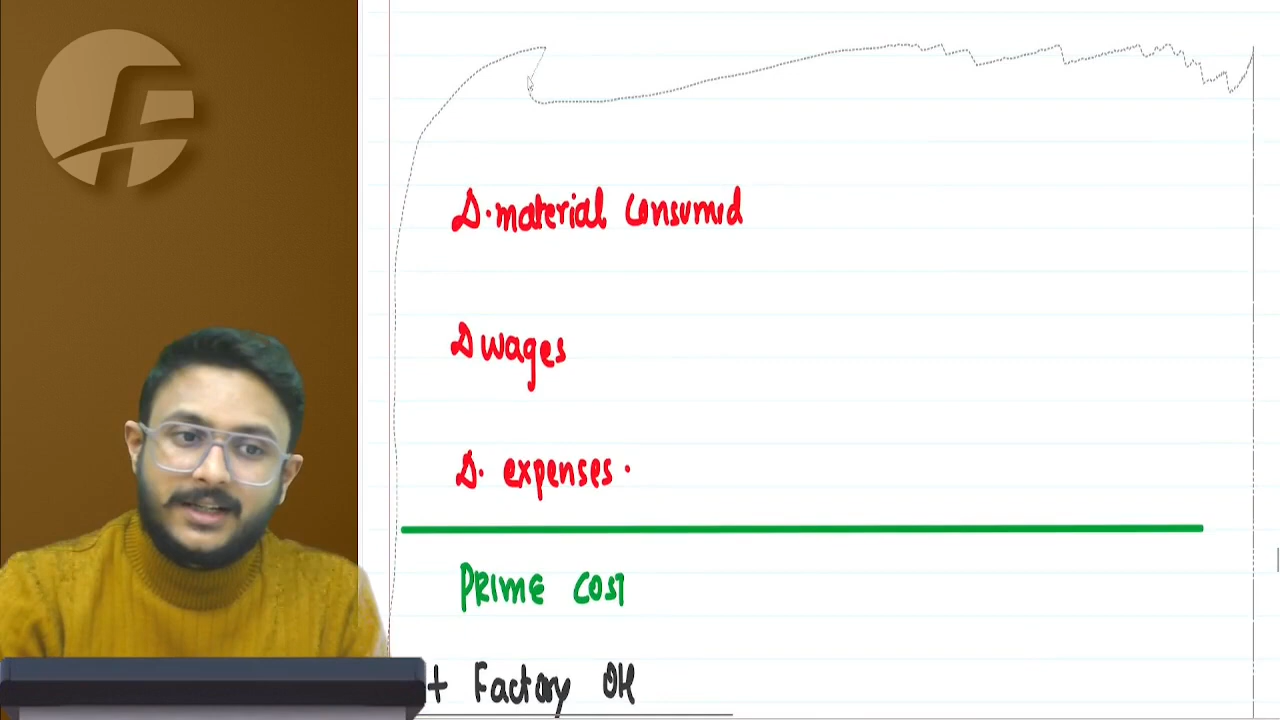 D. material consumed
D wages
D. expenses.
PRIME COST
+ Factory OH